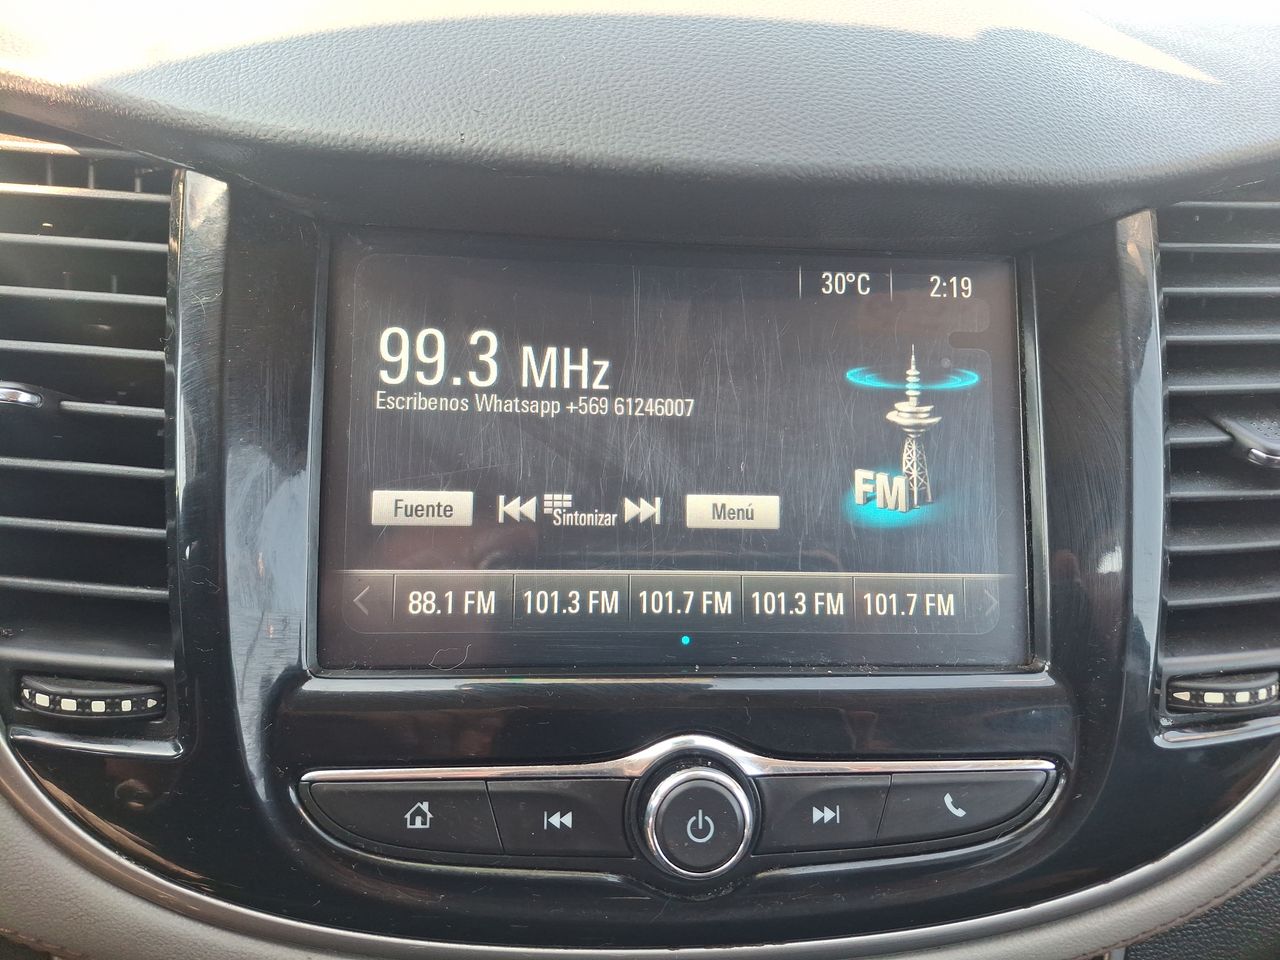 30°C 2:19
99.3 MHz
Escribenos Whatsapp +569 61246007
FM
Fuente Sintonizar Menú
88.1 FM 101.3 FM 101.7 FM 101.3 FM 101.7 FM